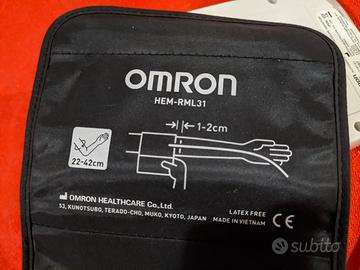 OMRON
HEM-RML31
1-2cm
22-42cm
OMRON HEALTHCARE Co., Ltd.
53, KUNOTSUBO, TERADO-CHO, MUKO, KYOTO, JAPAN
LATEX FREE
MADE IN VIETNAM
CE
subito